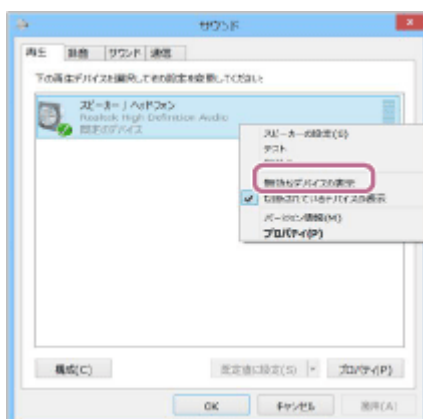 サウンド
再生 録音 サウンド 通信
下の再生デバイスを選択してその設定を変更してください:
スピーカー / ヘッドフォン
Realtek High Definition Audio
既定のデバイス
スピーカーの設定(S)
テスト
無効なデバイスの表示
切断されているデバイスの表示
バージョン情報(M)
プロパティ(P)
構成(C) 既定値に設定(S) プロパティ(P)
OK キャンセル 適用(A)